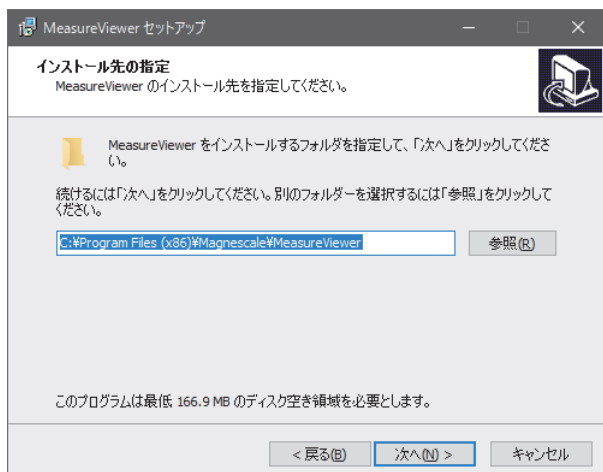 MeasureViewer セットアップ
インストール先の指定
MeasureViewer のインストール先を指定してください。
MeasureViewer をインストールするフォルダを指定して、「次へ」をクリックしてくださ
い。
続けるには「次へ」をクリックしてください。別のフォルダーを選択するには「参照」をクリックして
ください。
C:¥Program Files (x86)¥Magnescale¥MeasureViewer
参照(R)
このプログラムは最低 166.9 MB のディスク空き領域を必要とします。
< 戻る(B)
次へ(N) >
キャンセル